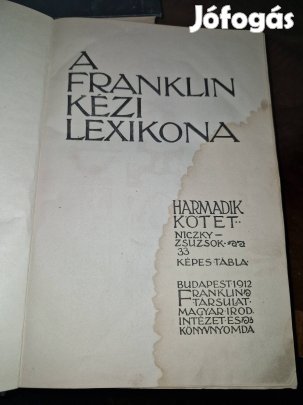 Jófogás
A
FRANKLIN
KÉZI
LEXIKONA
HARMADIK
KÖTET
NICZKY—
ZSUZSOK
33
KÉPES TÁBLA
BUDAPEST 1912
FRANKLIN
TÁRSULAT
MAGYAR IROD.
INTÉZET ÉS
KÖNYVNYOMDA